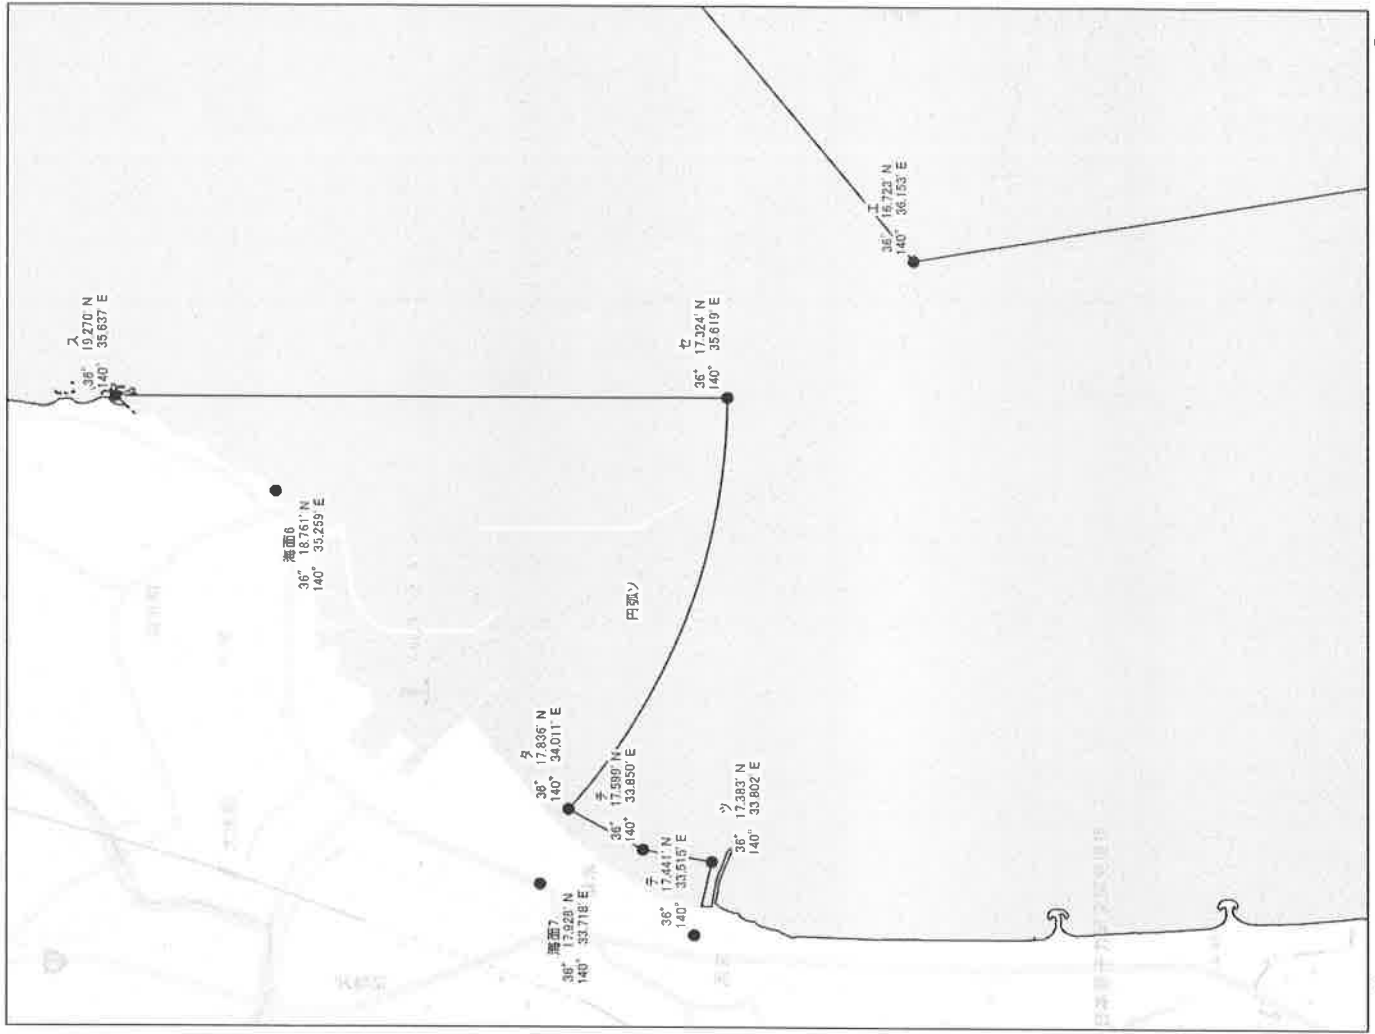 ス
36° 19.270' N
140° 35.637' E
海面6
36° 18.761' N
140° 35.259' E
セ
36° 17.324' N
140° 35.619' E
エ
36° 16.723' N
140° 36.153' E
円弧ソ
タ
36° 17.836' N
140° 34.011' E
チ
36° 17.599' N
140° 33.850' E
ツ
36° 17.383' N
140° 33.802' E
テ
36° 17.441' N
140° 33.515' E
海面7
36° 17.928' N
140° 33.718' E